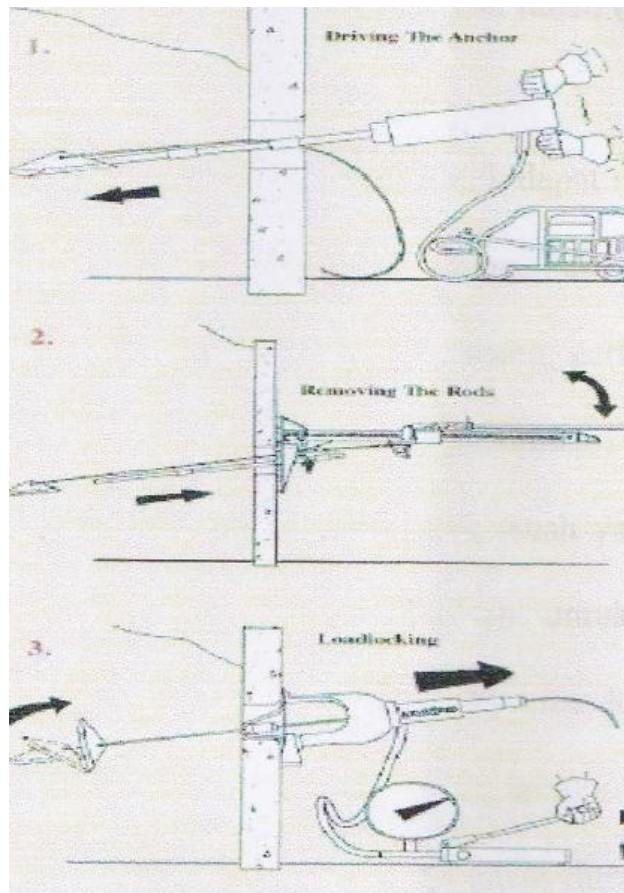 1.
Driving The Anchor
2.
Removing The Rods
3.
Loadlocking